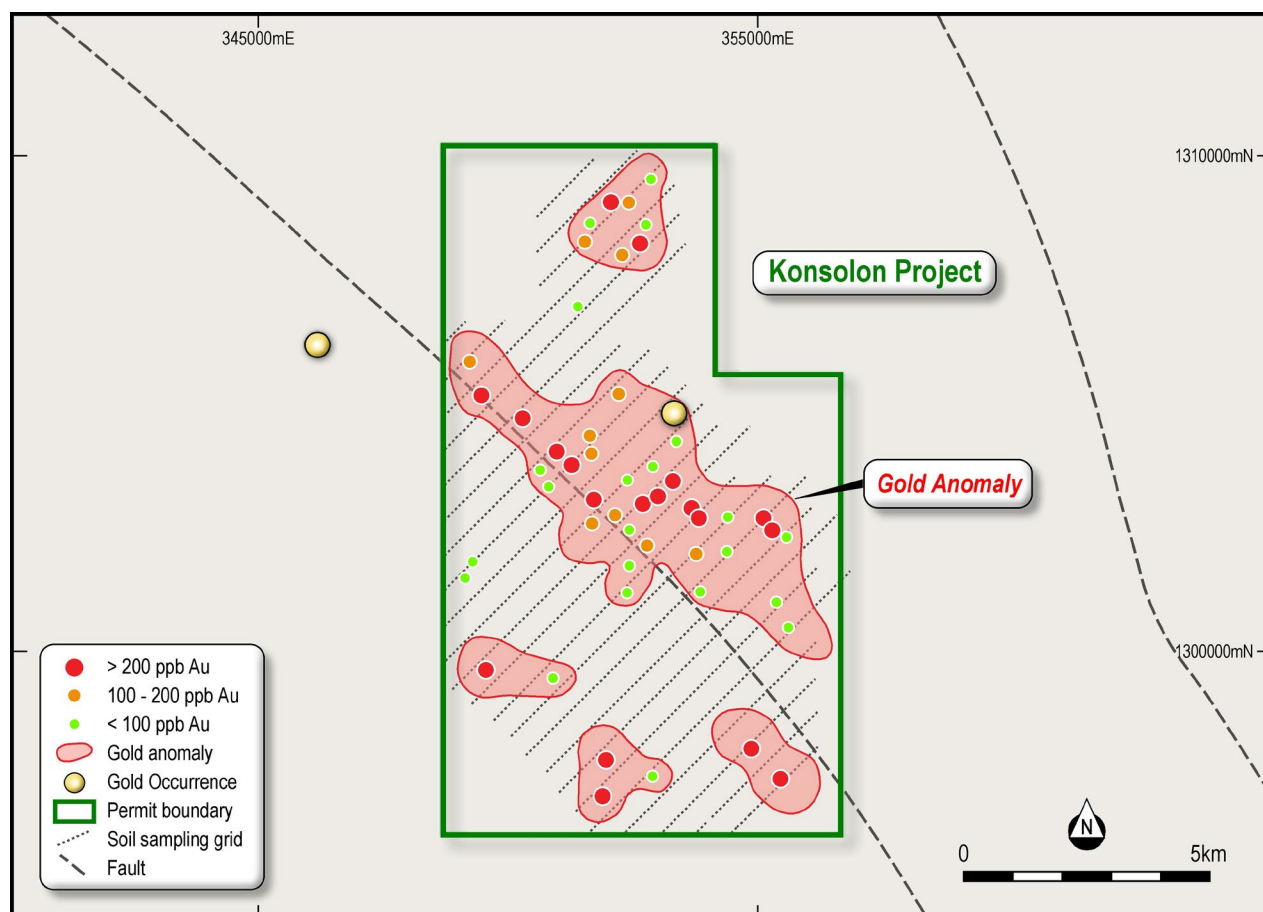 345000mE
355000mE
1310000mN
Konsolon Project
Gold Anomaly
1300000mN
> 200 ppb Au
100 - 200 ppb Au
< 100 ppb Au
Gold anomaly
Gold Occurrence
Permit boundary
Soil sampling grid
Fault
N
0 5km